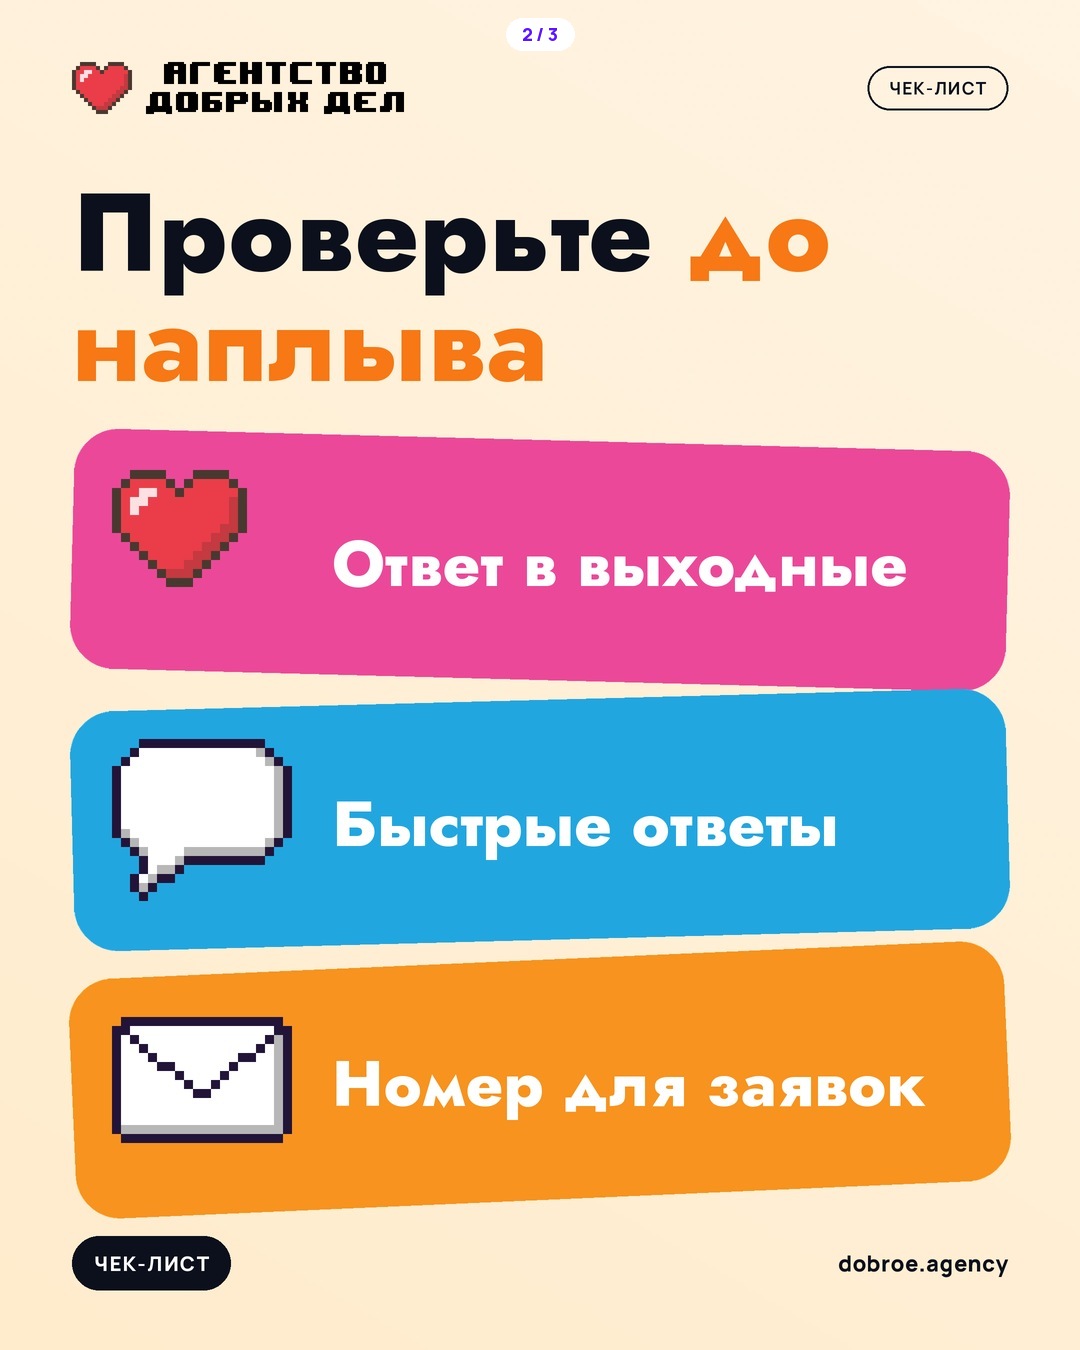 2 / 3
АГЕНТСТВО
ДОБРЫХ ДЕЛ
ЧЕК-ЛИСТ
Проверьте до
наплыва
Ответ в выходные
Быстрые ответы
Номер для заявок
ЧЕК-ЛИСТ
dobroe.agency